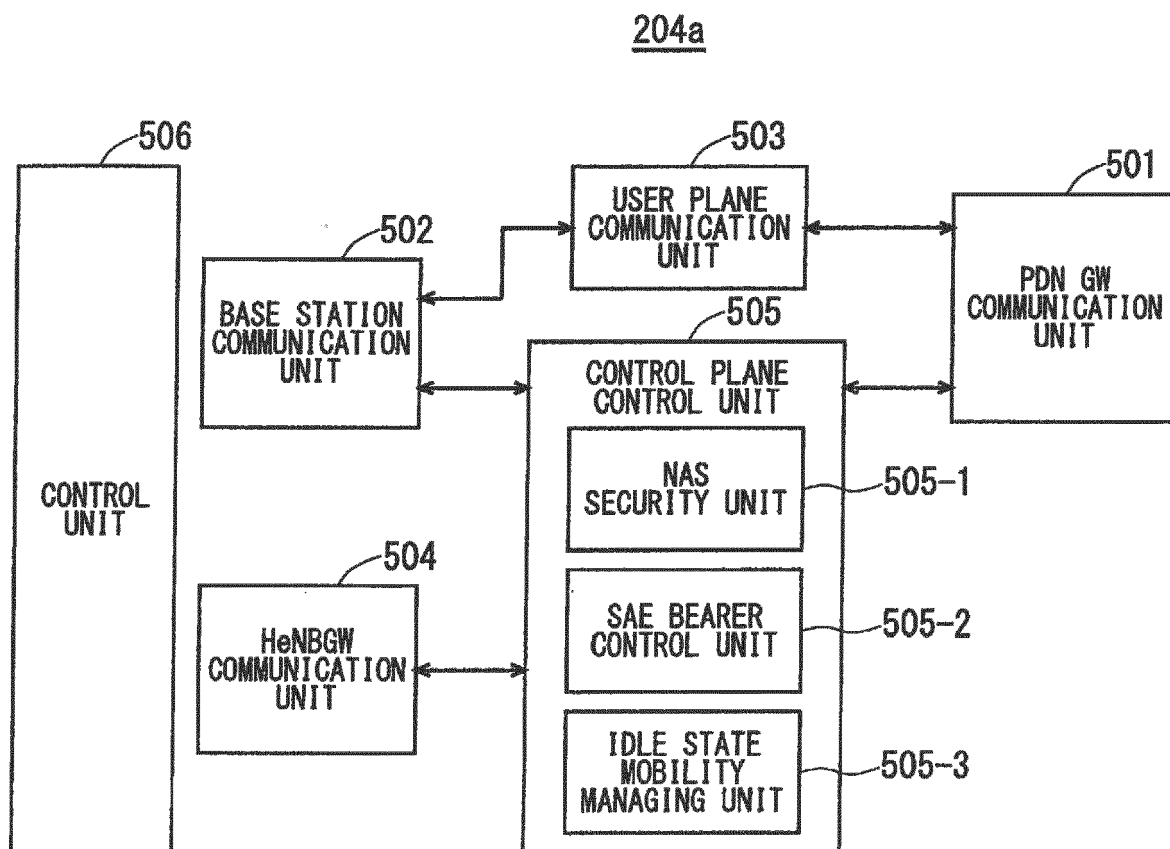 204a
506
CONTROL
UNIT
502
BASE STATION
COMMUNICATION
UNIT
503
USER PLANE
COMMUNICATION
UNIT
501
PDN GW
COMMUNICATION
UNIT
504
HeNBGW
COMMUNICATION
UNIT
505
CONTROL PLANE
CONTROL UNIT
NAS
SECURITY UNIT
505-1
SAE BEARER
CONTROL UNIT
505-2
IDLE STATE
MOBILITY
MANAGING UNIT
505-3